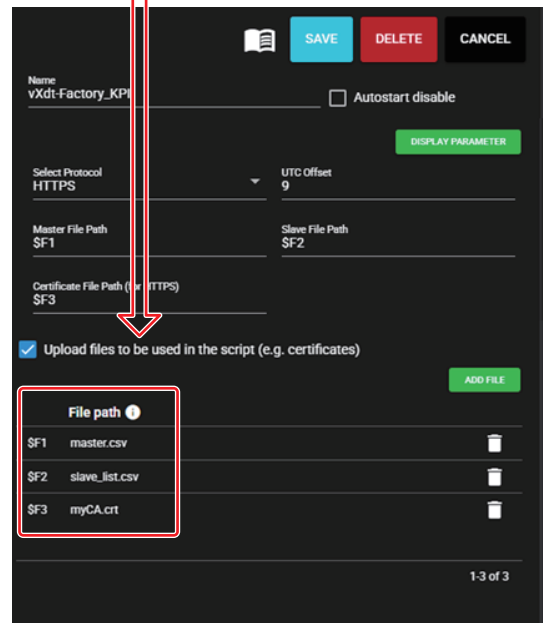 SAVE DELETE CANCEL
Name
vXdt-Factory_KPI
Autostart disable
DISPLAY PARAMETER
Select Protocol UTC Offset
HTTPS 9
Master File Path Slave File Path
$F1 $F2
Certificate File Path (for HTTPS)
$F3
Upload files to be used in the script (e.g. certificates)
ADD FILE
File path
$F1 master.csv
$F2 slave_list.csv
$F3 myCA.crt
1-3 of 3